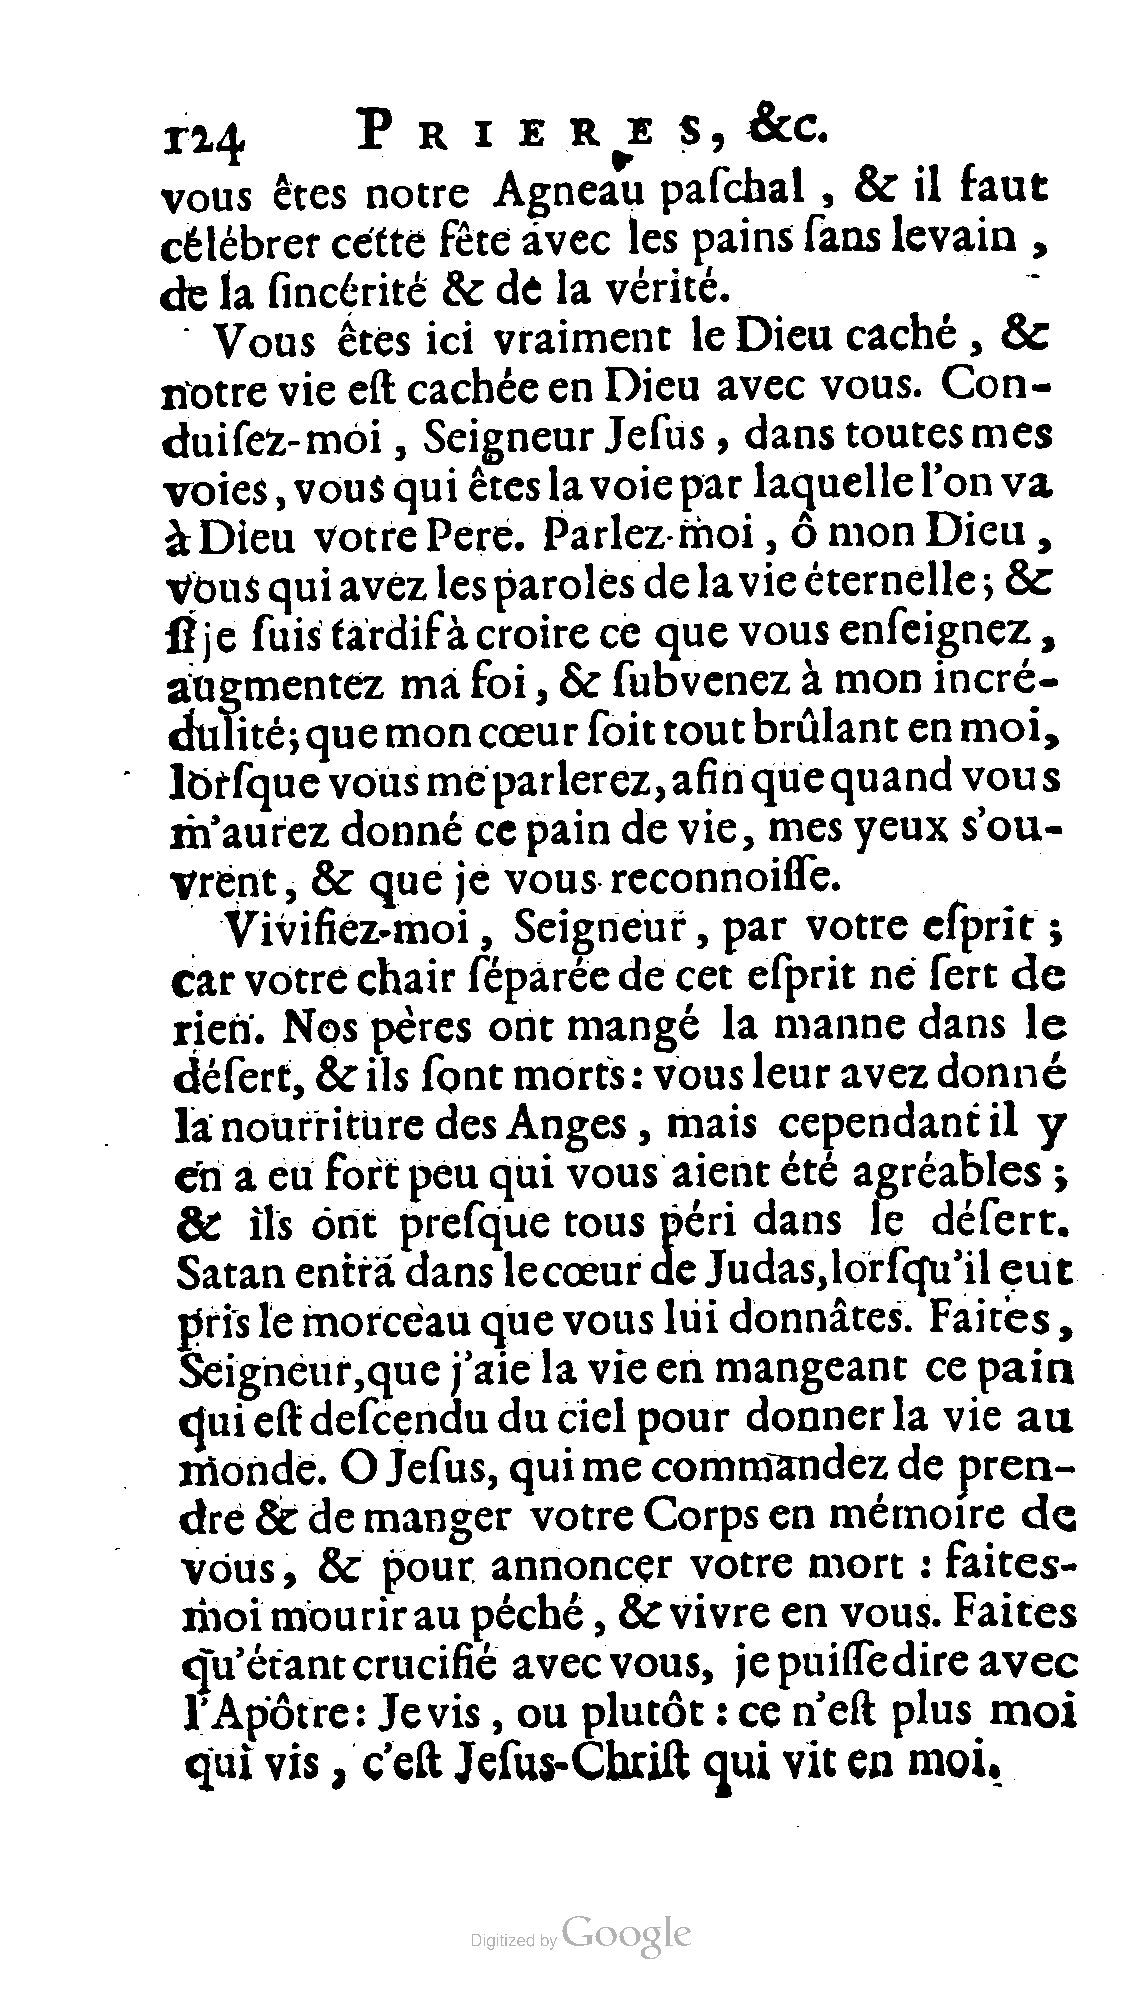 124 PRIERES, &c.
vous êtes notre Agneau paſchal , & il faut
célébrer cette fête avec les pains ſans levain ,
de la ſincérité & de la vérité.
Vous êtes ici vraiment le Dieu caché , &
notre vie eſt cachée en Dieu avec vous. Con-
duiſez-moi , Seigneur Jeſus , dans toutes mes
voies, vous qui êtes la voie par laquelle l'on va
à Dieu votre Pere. Parlez-moi , ô mon Dieu ,
vous qui avez les paroles de la vie éternelle ; &
ſi je ſuis tardif à croire ce que vous enſeignez ,
augmentez ma foi , & ſubvenez à mon incré-
dulité; que mon cœur ſoit tout brûlant en moi,
lorſque vous me parlerez, afin que quand vous
m'aurez donné ce pain de vie, mes yeux s'ou-
vrent , & que je vous reconnoiſſe.
Vivifiez-moi , Seigneur , par votre eſprit ;
car votre chair ſéparée de cet eſprit ne ſert de
rien. Nos pères ont mangé la manne dans le
déſert, & ils ſont morts : vous leur avez donné
la nourriture des Anges , mais cependant il y
en a eu fort peu qui vous aient été agréables ;
& ils ont preſque tous péri dans le déſert.
Satan entra dans le cœur de Judas, lorſqu'il eut
pris le morceau que vous lui donnâtes. Faites ,
Seigneur, que j'aie la vie en mangeant ce pain
qui eſt deſcendu du ciel pour donner la vie au
monde. O Jeſus, qui me commandez de pren-
dre & de manger votre Corps en mémoire de
vous , & pour annoncer votre mort : faites-
moi mourir au péché , & vivre en vous. Faites
qu'étant crucifié avec vous, je puiſſe dire avec
l'Apôtre : Je vis , ou plutôt : ce n'eſt plus moi
qui vis , c'eſt Jeſus-Chriſt qui vit en moi.
Digitized by Google